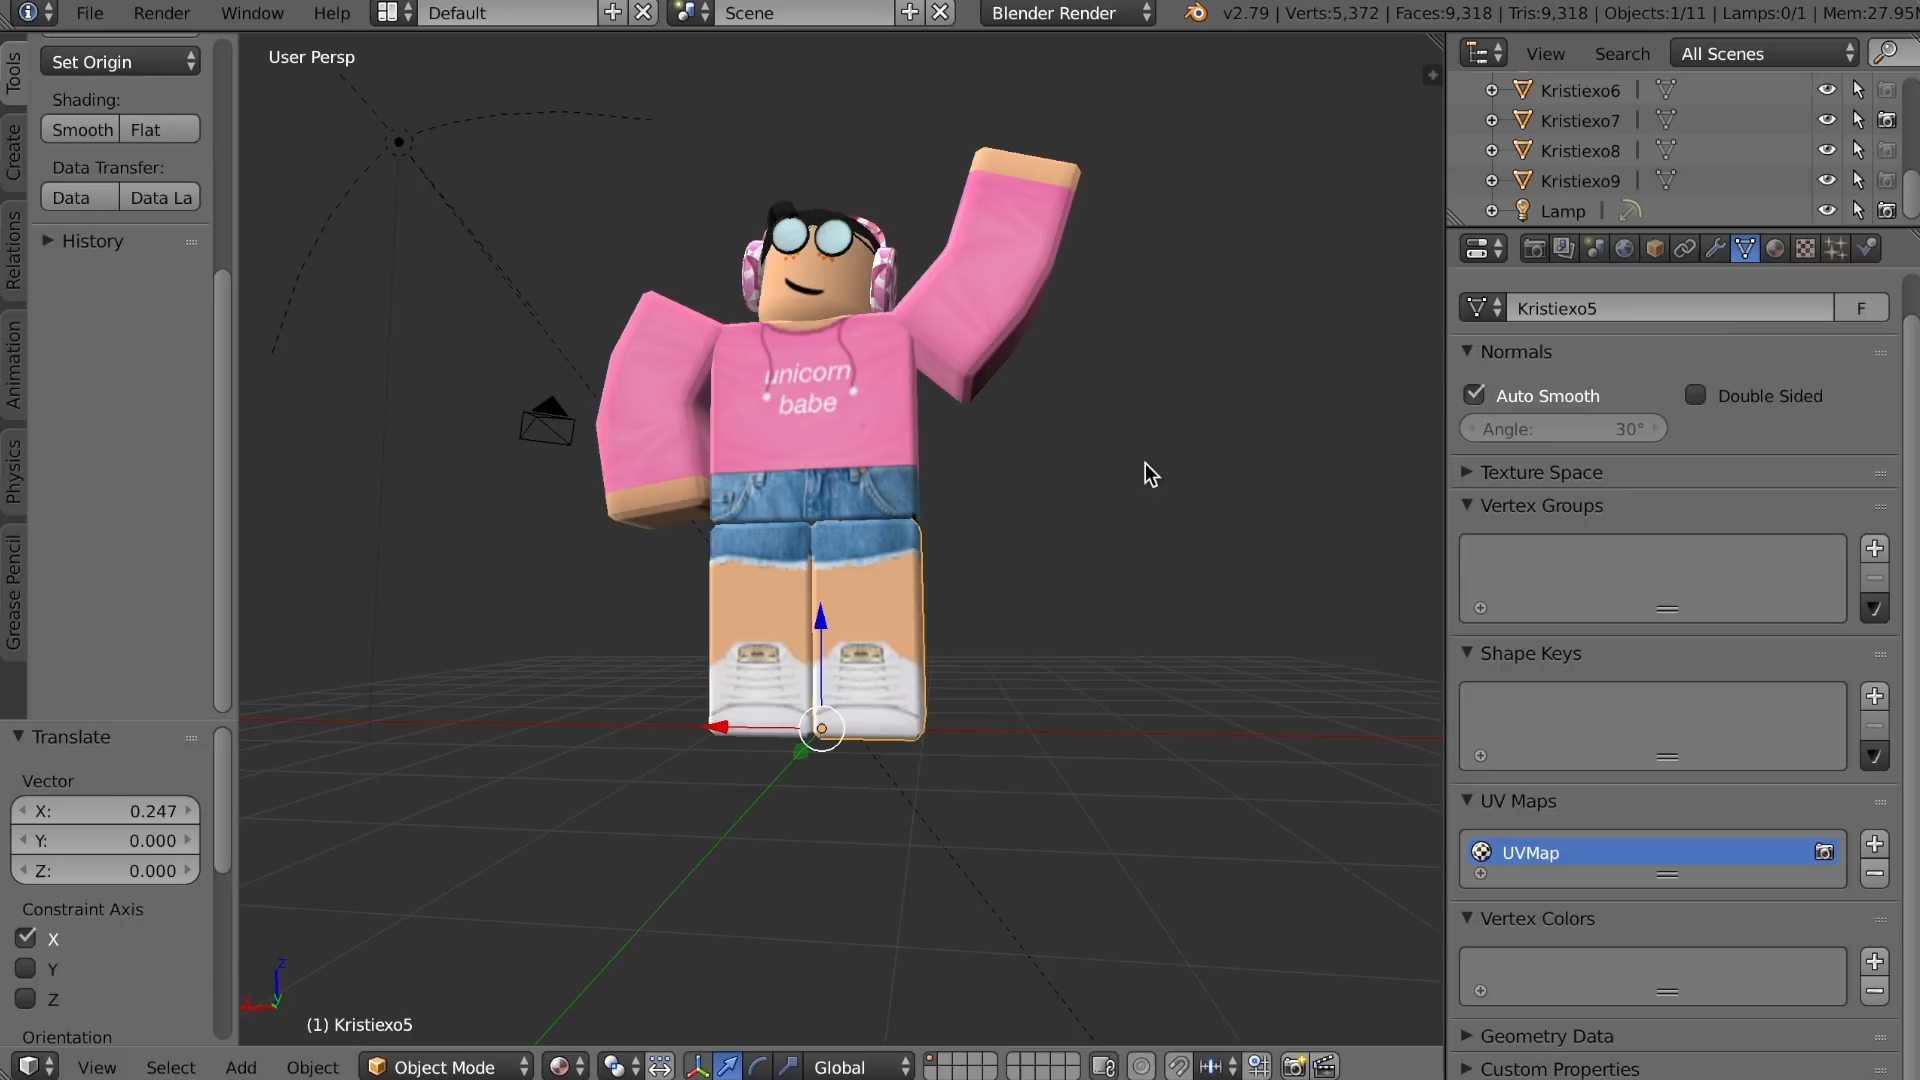 File Render Window Help Default Scene Blender Render v2.79 | Verts:5,372 | Faces:9,318 | Tris:9,318 | Objects:1/11 | Lamps:0/1 | Mem:27.95
Tools
Create
Relations
Animation
Physics
Grease Pencil
Set Origin
Shading:
Smooth Flat
Data Transfer:
Data Data La
History
Translate
Vector
X: 0.247
Y: 0.000
Z: 0.000
Constraint Axis
X
Y
Z
Orientation
User Persp
unicorn
babe
z
x
y
(1) Kristiexo5
View Select Add Object Object Mode Global
View Search All Scenes
Kristiexo6
Kristiexo7
Kristiexo8
Kristiexo9
Lamp
Kristiexo5 F
Normals
Auto Smooth Double Sided
Angle: 30°
Texture Space
Vertex Groups
Shape Keys
UV Maps
UVMap
Vertex Colors
Geometry Data
Custom Properties